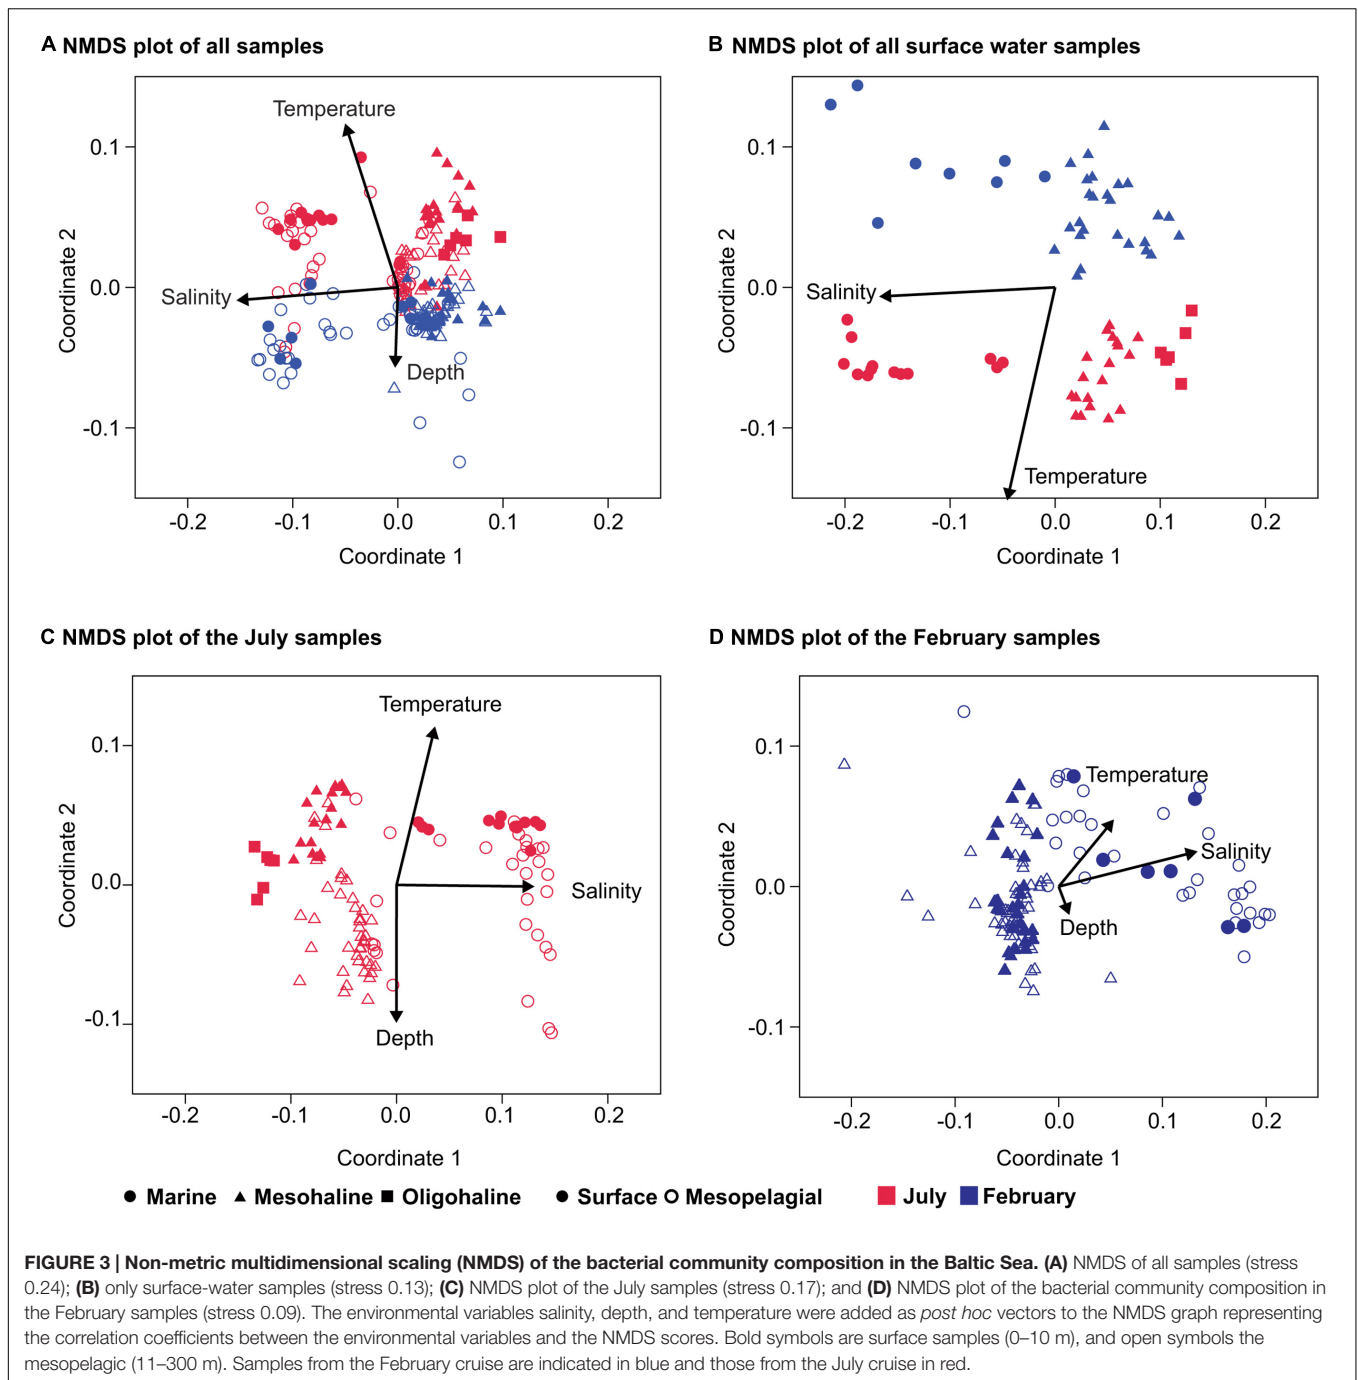 A NMDS plot of all samples
Temperature
0.1
Salinity
0.0
Depth
-0.1
Coordinate 2
-0.2 -0.1 0.0 0.1 0.2
Coordinate 1
B NMDS plot of all surface water samples
0.1
Salinity
0.0
-0.1
Temperature
Coordinate 2
-0.2 -0.1 0.0 0.1 0.2
Coordinate 1
C NMDS plot of the July samples
Temperature
0.1
0.0
Salinity
-0.1
Depth
Coordinate 2
-0.2 -0.1 0.0 0.1 0.2
Coordinate 1
D NMDS plot of the February samples
0.1
Temperature
Salinity
0.0
Depth
-0.1
Coordinate 2
-0.2 -0.1 0.0 0.1 0.2
Coordinate 1
Marine Mesohaline Oligohaline Surface Mesopelagial July February
FIGURE 3 | Non-metric multidimensional scaling (NMDS) of the bacterial community composition in the Baltic Sea. (A) NMDS of all samples (stress
0.24); (B) only surface-water samples (stress 0.13); (C) NMDS plot of the July samples (stress 0.17); and (D) NMDS plot of the bacterial community composition in
the February samples (stress 0.09). The environmental variables salinity, depth, and temperature were added as post hoc vectors to the NMDS graph representing
the correlation coefficients between the environmental variables and the NMDS scores. Bold symbols are surface samples (0–10 m), and open symbols the
mesopelagic (11–300 m). Samples from the February cruise are indicated in blue and those from the July cruise in red.